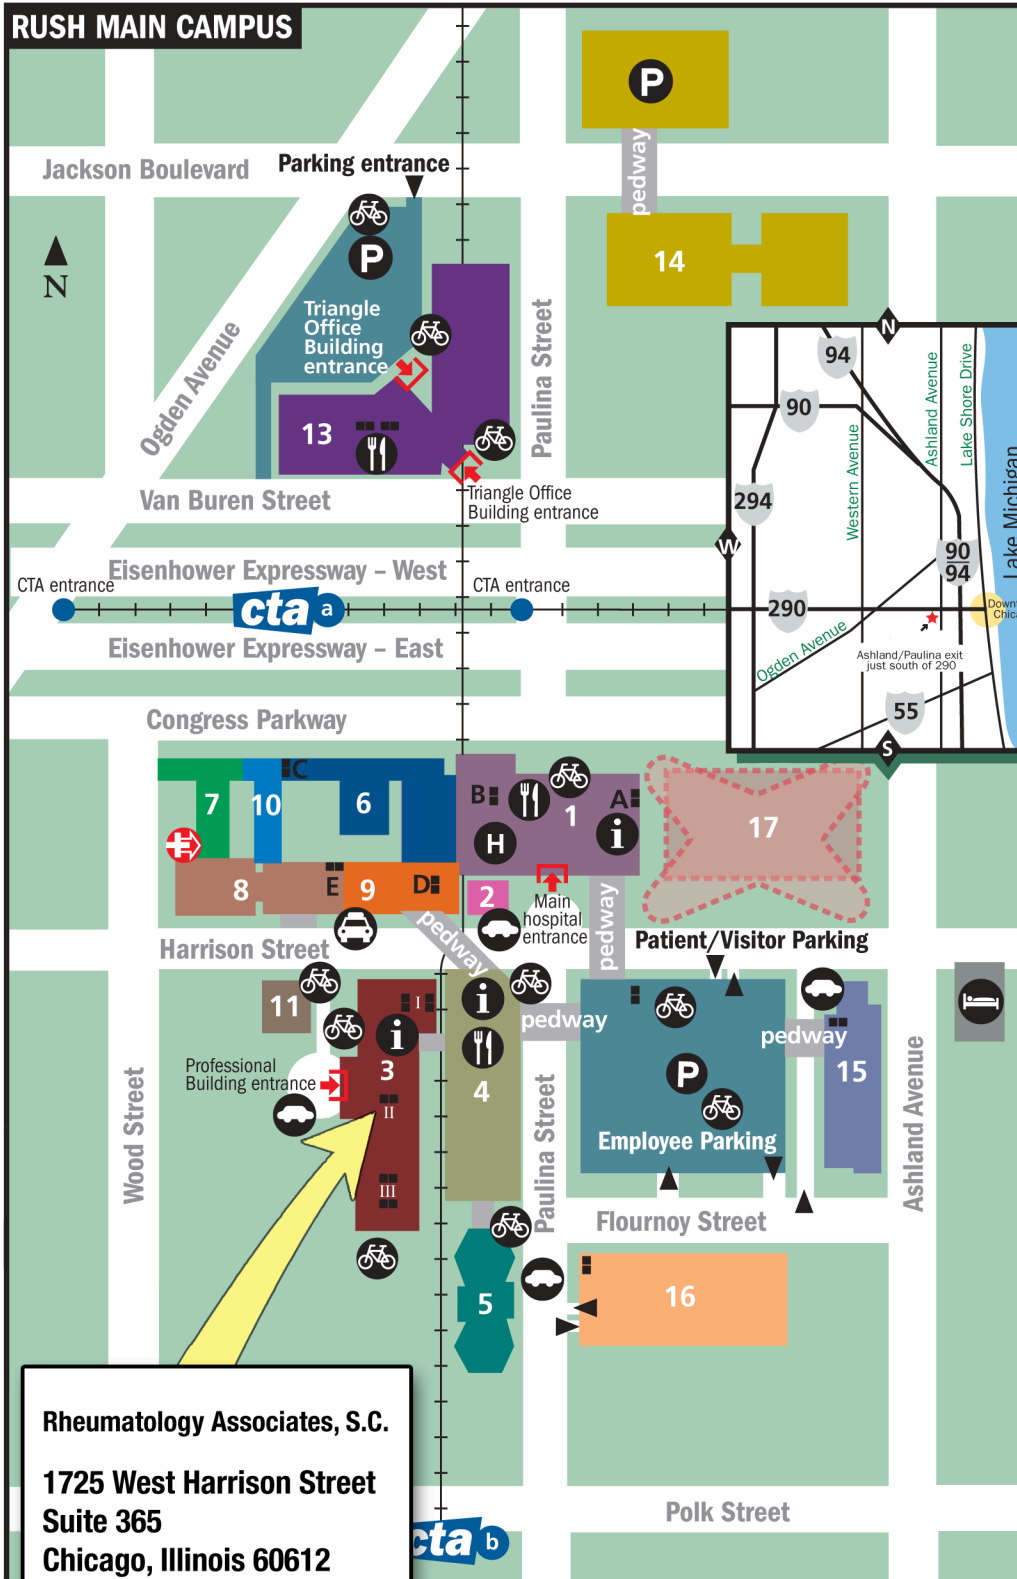 RUSH MAIN CAMPUS
P
Jackson Boulevard
Parking entrance
pedway
N
P
14
Triangle
Office
Building
entrance
Ogden Avenue
Paulina Street
13
Van Buren Street
Triangle Office
Building entrance
N
94
90
Ashland Avenue
Lake Shore Drive
Western Avenue
Lake Michigan
294
W
90
94
290
Ogden Avenue
Ashland/Paulina exit
just south of 290
55
S
Eisenhower Expressway – West
CTA entrance
CTA entrance
cta a
Eisenhower Expressway – East
Congress Parkway
C
7
10
6
B
1
A
i
H
17
E
8
E
9
D
2
Main
hospital
entrance
pedway
pedway
Harrison Street
Patient/Visitor Parking
11
I
i
i
pedway
pedway
Professional
Building entrance
3
II
III
4
P
15
Employee Parking
Wood Street
Paulina Street
Ashland Avenue
Flournoy Street
5
16
Rheumatology Associates, S.C.
1725 West Harrison Street
Suite 365
Chicago, Illinois 60612
Polk Street
cta b